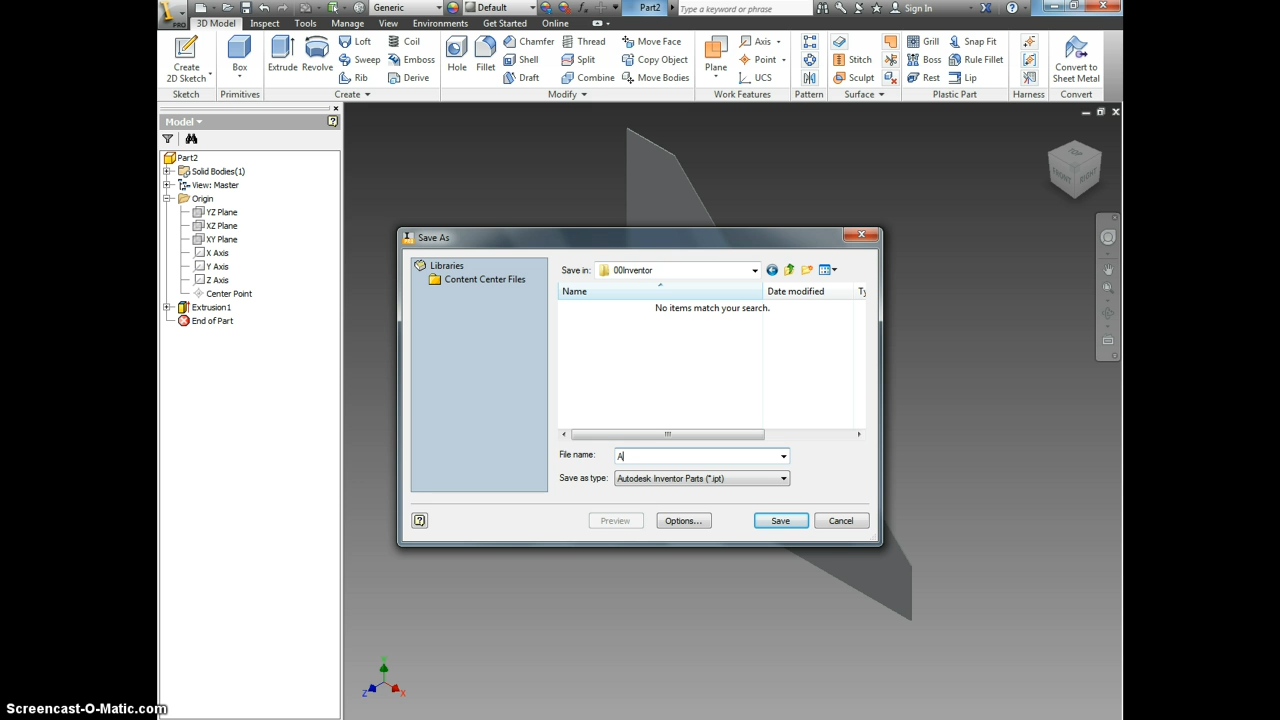 PRO
Generic
Default
Part2
Type a keyword or phrase
Sign In
3D Model Inspect Tools Manage View Environments Get Started Online
Create
2D Sketch
Box
Extrude Revolve
Loft
Sweep
Rib
Coil
Emboss
Derive
Hole Fillet
Chamfer
Shell
Draft
Thread
Split
Combine
Move Face
Copy Object
Move Bodies
Plane
Axis
Point
UCS
Stitch
Sculpt
Grill
Boss
Rest
Snap Fit
Rule Fillet
Lip
Convert to
Sheet Metal
Sketch Primitives Create Modify Work Features Pattern Surface Plastic Part Harness Convert
Model
Part2
Solid Bodies(1)
View: Master
Origin
YZ Plane
XZ Plane
XY Plane
X Axis
Y Axis
Z Axis
Center Point
Extrusion1
End of Part
TOP
FRONT RIGHT
Save As
Libraries
Content Center Files
Save in: 00Inventor
Name Date modified Ty
No items match your search.
File name: A
Save as type: Autodesk Inventor Parts (*.ipt)
Preview Options... Save Cancel
Y
Z X
Screencast-O-Matic.com